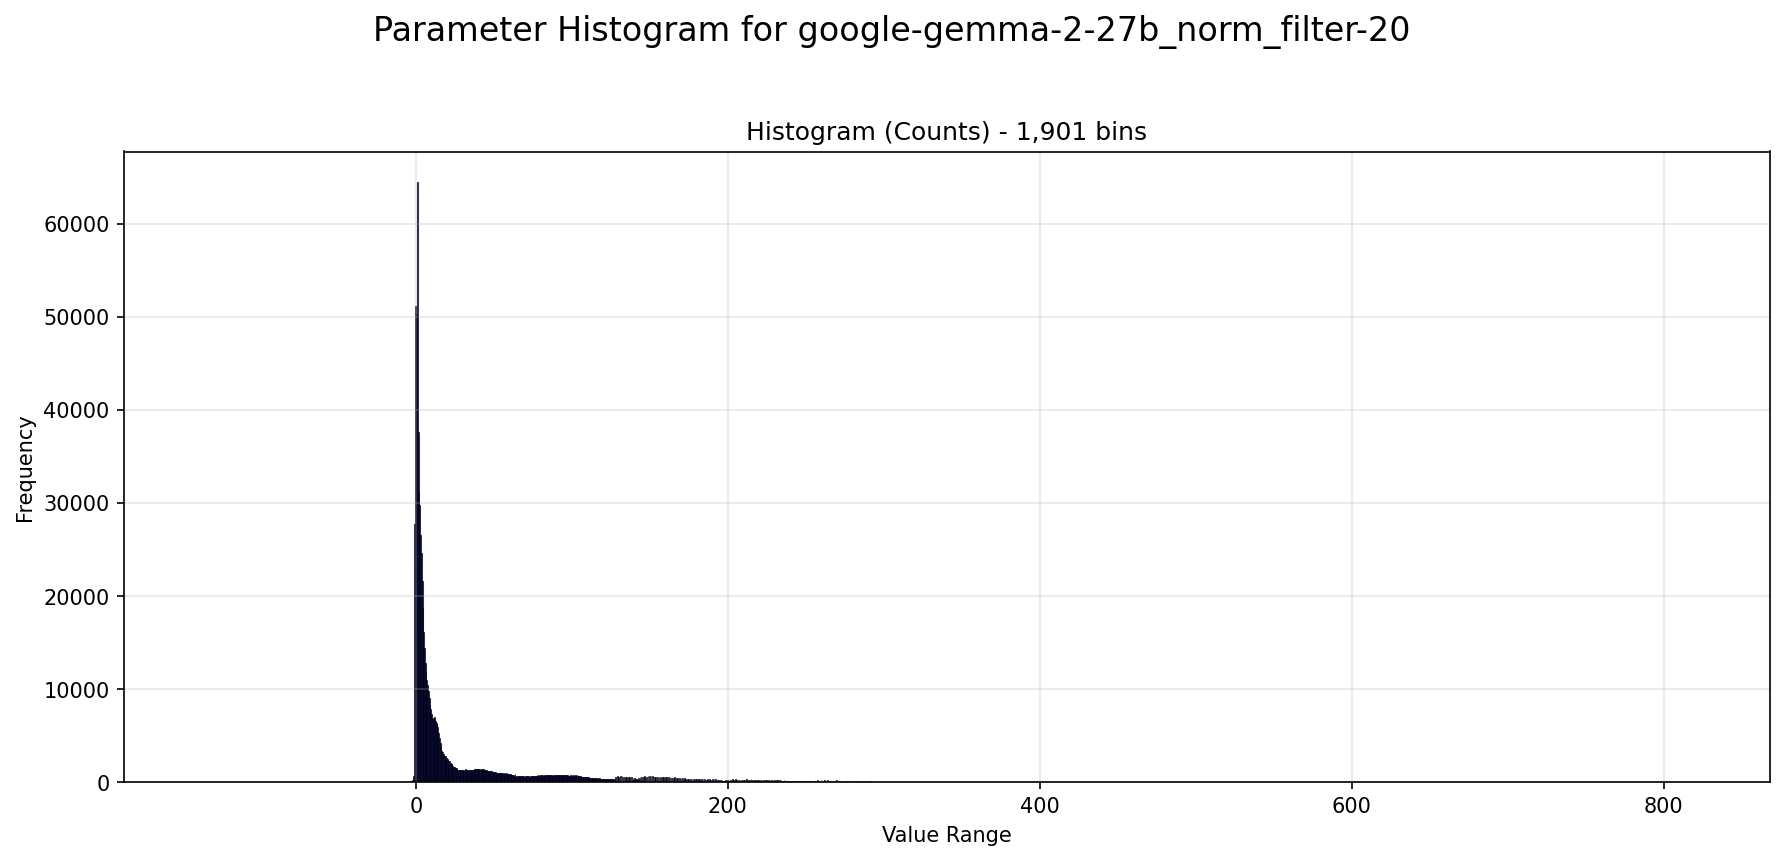 Parameter Histogram for google-gemma-2-27b_norm_filter-20
Histogram (Counts) - 1,901 bins
Frequency
60000
50000
40000
30000
20000
10000
0
0 200 400 600 800
Value Range